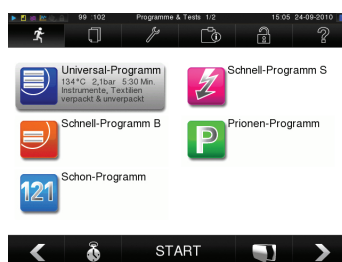 99 :102 Programme & Tests 1/2 15:05 24-09-2010
?
Universal-Programm
134°C 2,1bar 5:30 Min.
Instrumente, Textilien
verpackt & unverpackt
Schnell-Programm S
Schnell-Programm B
P
Prionen-Programm
121
Schon-Programm
START